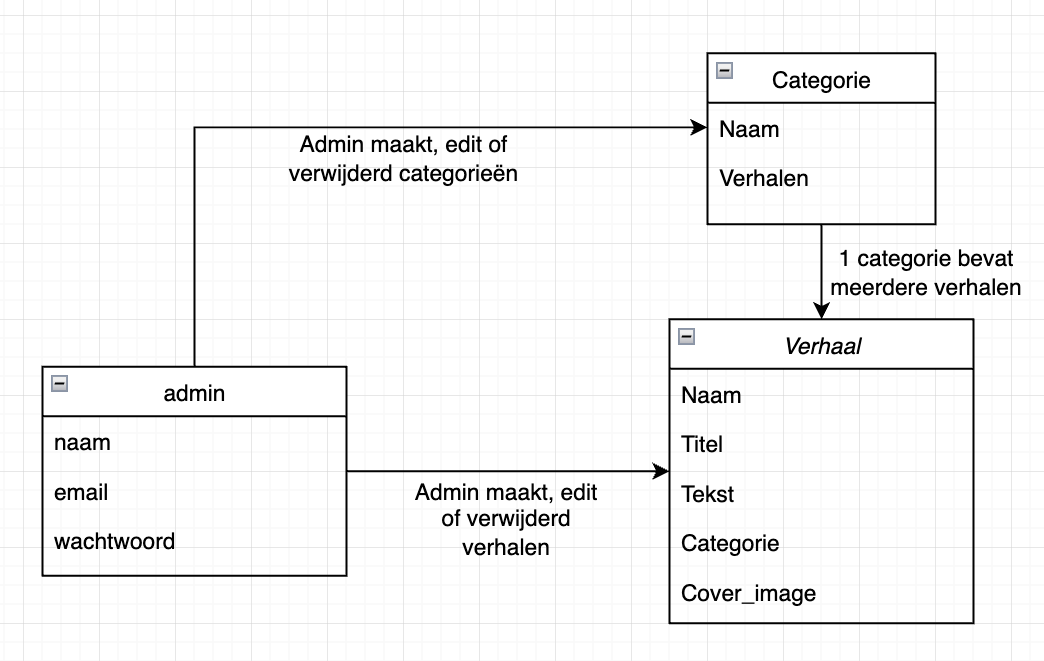 Categorie
Naam
Verhalen
Admin maakt, edit of
verwijderd categorieën
1 categorie bevat
meerdere verhalen
admin
naam
email
wachtwoord
Admin maakt, edit
of verwijderd
verhalen
Verhaal
Naam
Titel
Tekst
Categorie
Cover_image